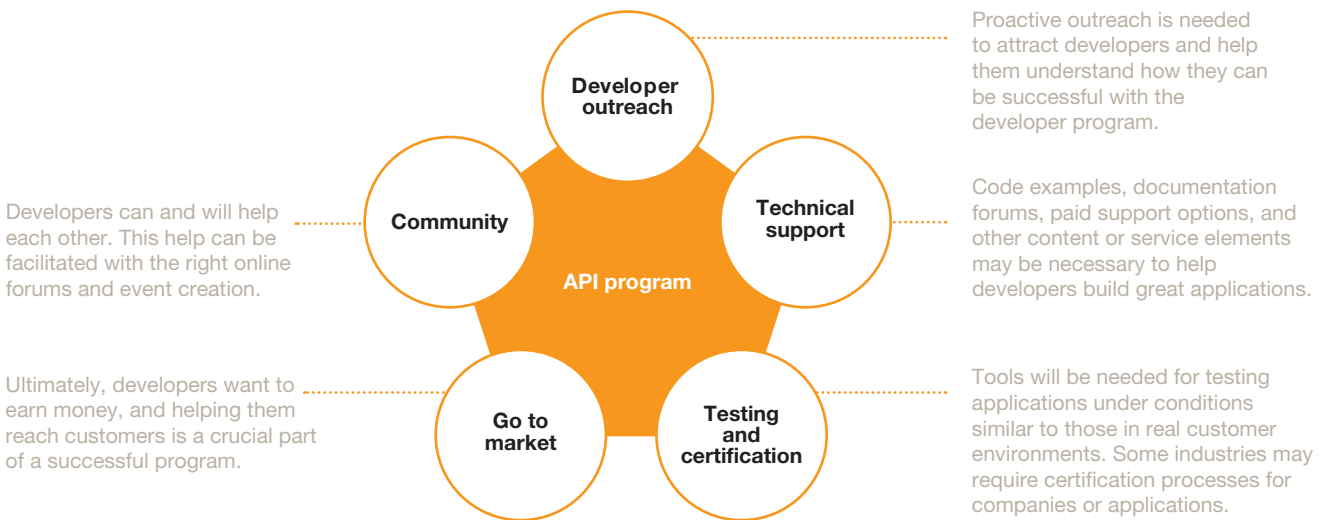 Developer
outreach
Proactive outreach is needed
to attract developers and help
them understand how they can
be successful with the
developer program.
Technical
support
Code examples, documentation
forums, paid support options, and
other content or service elements
may be necessary to help
developers build great applications.
Testing
and
certification
Tools will be needed for testing
applications under conditions
similar to those in real customer
environments. Some industries may
require certification processes for
companies or applications.
Go to
market
Ultimately, developers want to
earn money, and helping them
reach customers is a crucial part
of a successful program.
Community
Developers can and will help
each other. This help can be
facilitated with the right online
forums and event creation.
API program